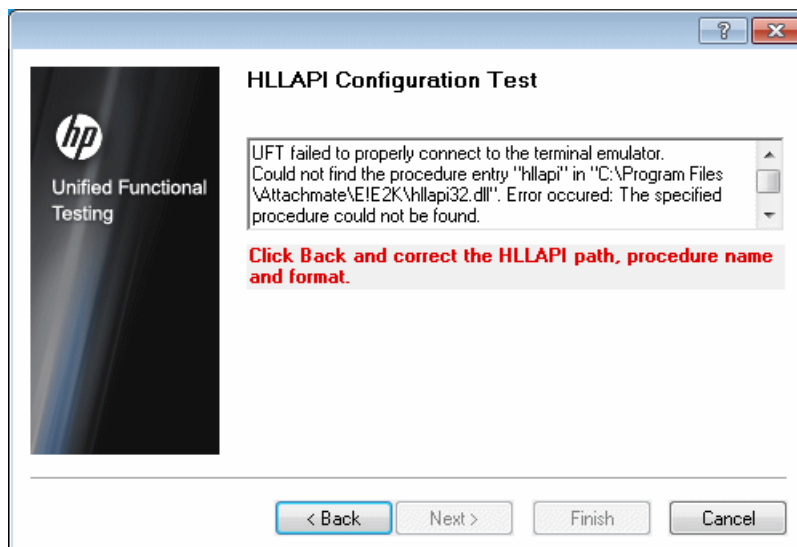 HLLAPI Configuration Test
hp
Unified Functional
Testing
UFT failed to properly connect to the terminal emulator.
Could not find the procedure entry "hllapi" in "C:\Program Files
\Attachmate\E!E2K\hllapi32.dll". Error occured: The specified
procedure could not be found.
Click Back and correct the HLLAPI path, procedure name
and format.
< Back
Next >
Finish
Cancel